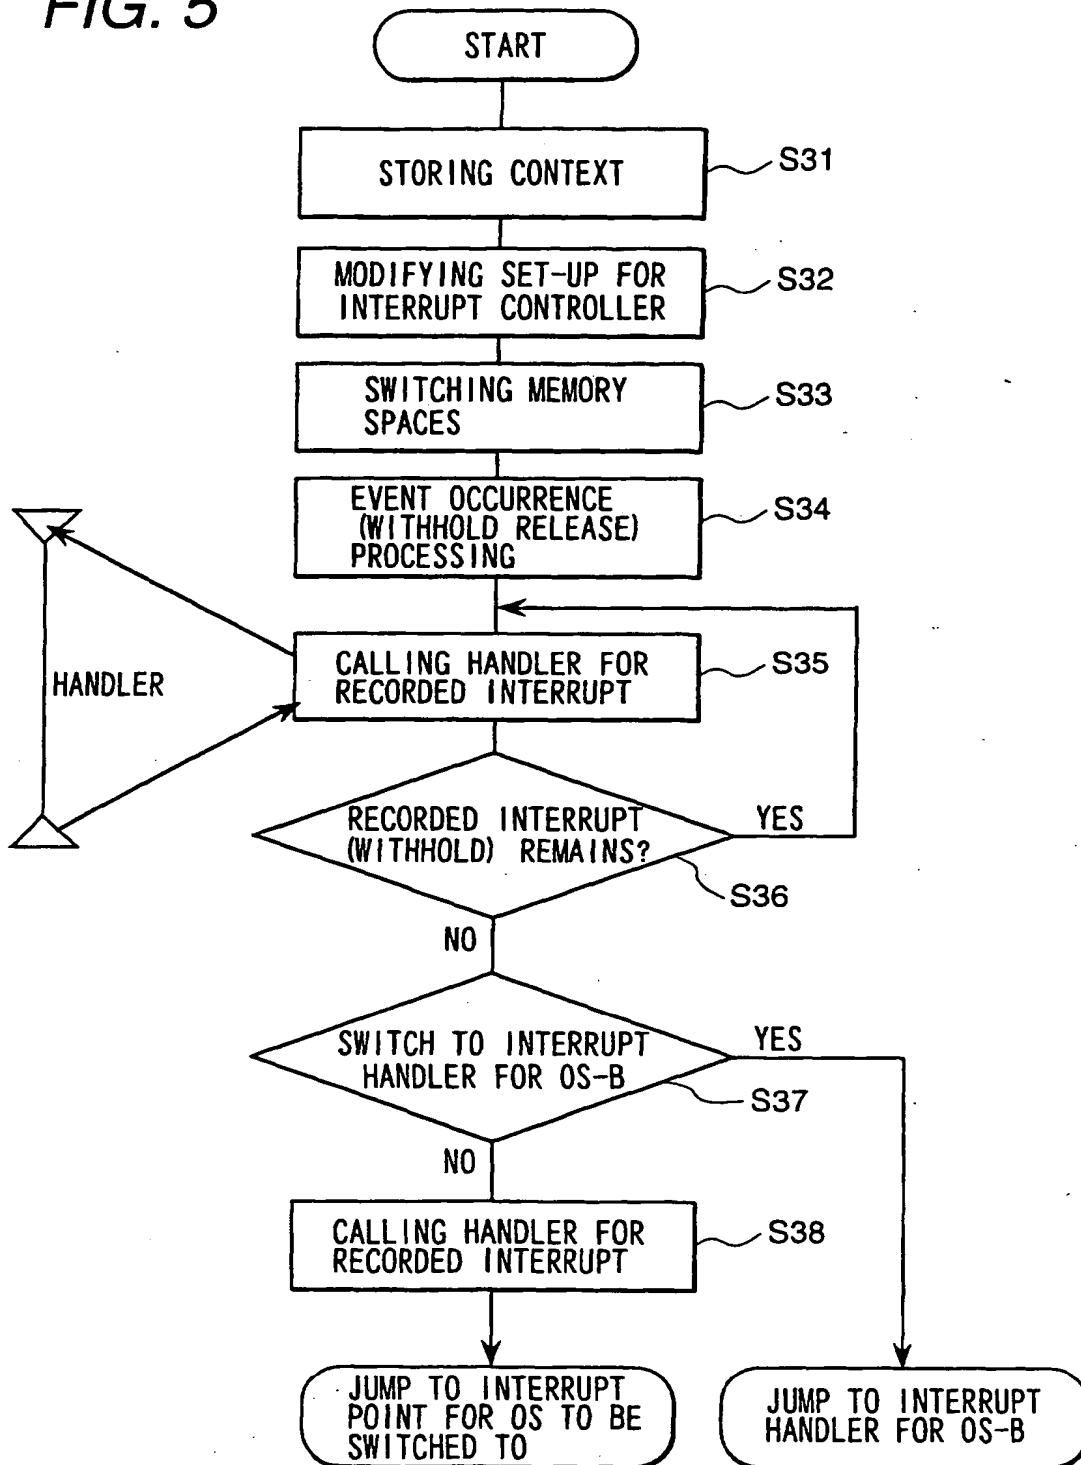 FIG. 5
START
STORING CONTEXT
S31
MODIFYING SET-UP FOR
INTERRUPT CONTROLLER
S32
SWITCHING MEMORY
SPACES
S33
EVENT OCCURRENCE
(WITHHOLD RELEASE)
PROCESSING
S34
HANDLER
CALLING HANDLER FOR
RECORDED INTERRUPT
S35
RECORDED INTERRUPT
(WITHHOLD) REMAINS?
YES
S36
NO
SWITCH TO INTERRUPT
HANDLER FOR OS-B
YES
S37
NO
CALLING HANDLER FOR
RECORDED INTERRUPT
S38
JUMP TO INTERRUPT
POINT FOR OS TO BE
SWITCHED TO
JUMP TO INTERRUPT
HANDLER FOR OS-B